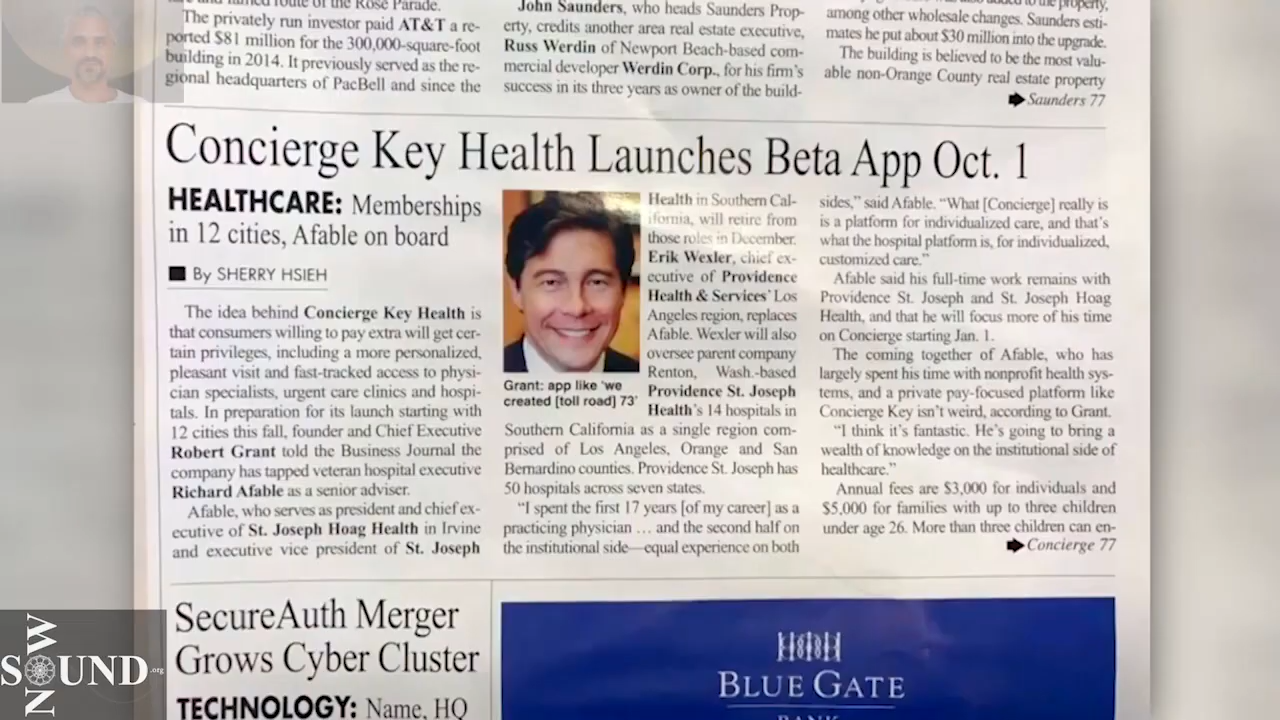 and famed route of the Rose Parade.
The privately run investor paid AT&T a re-
ported $81 million for the 300,000-square-foot
building in 2014. It previously served as the re-
gional headquarters of PacBell and since the
John Saunders, who heads Saunders Prop-
erty, credits another area real estate executive,
Russ Werdin of Newport Beach-based com-
mercial developer Werdin Corp., for his firm's
success in its three years as owner of the build-
added to the property,
among other wholesale changes. Saunders esti-
mates he put about $30 million into the upgrade.
The building is believed to be the most valu-
able non-Orange County real estate property
Saunders 77
Concierge Key Health Launches Beta App Oct. 1
HEALTHCARE: Memberships
in 12 cities, Afable on board
By SHERRY HSIEH
The idea behind Concierge Key Health is
that consumers willing to pay extra will get cer-
tain privileges, including a more personalized,
pleasant visit and fast-tracked access to physi-
cian specialists, urgent care clinics and hospi-
tals. In preparation for its launch starting with
12 cities this fall, founder and Chief Executive
Robert Grant told the Business Journal the
company has tapped veteran hospital executive
Richard Afable as a senior adviser.
Afable, who serves as president and chief ex-
ecutive of St. Joseph Hoag Health in Irvine
and executive vice president of St. Joseph
Grant: app like 'we
created [toll road] 73'
Health in Southern Cal-
ifornia, will retire from
those roles in December.
Erik Wexler, chief ex-
ecutive of Providence
Health & Services' Los
Angeles region, replaces
Afable. Wexler will also
oversee parent company
Renton, Wash.-based
Providence St. Joseph
Health's 14 hospitals in
Southern California as a single region com-
prised of Los Angeles, Orange and San
Bernardino counties. Providence St. Joseph has
50 hospitals across seven states.
"I spent the first 17 years [of my career] as a
practicing physician ... and the second half on
the institutional side—equal experience on both
sides," said Afable. "What [Concierge] really is
is a platform for individualized care, and that's
what the hospital platform is, for individualized,
customized care."
Afable said his full-time work remains with
Providence St. Joseph and St. Joseph Hoag
Health, and that he will focus more of his time
on Concierge starting Jan. 1.
The coming together of Afable, who has
largely spent his time with nonprofit health sys-
tems, and a private pay-focused platform like
Concierge Key isn't weird, according to Grant.
"I think it's fantastic. He's going to bring a
wealth of knowledge on the institutional side of
healthcare."
Annual fees are $3,000 for individuals and
$5,000 for families with up to three children
under age 26. More than three children can en-
Concierge 77
SecureAuth Merger
Grows Cyber Cluster
TECHNOLOGY: Name, HQ
BLUE GATE
BANK
NOW
SOUND.org